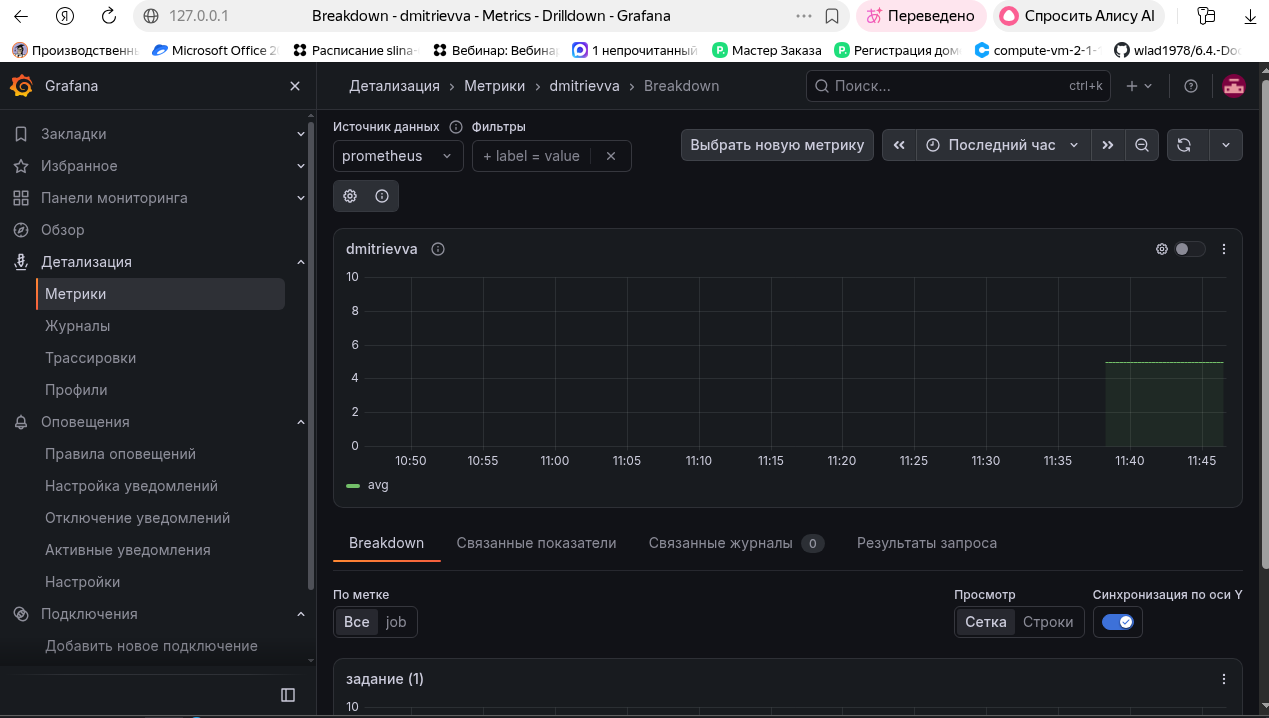 Я
127.0.0.1
Breakdown - dmitrievva - Metrics - Drilldown - Grafana
Переведено
Спросить Алису AI
Производственн
Microsoft Office 2
Расписание slina-
Вебинар: Вебина
1 непрочитанный
Мастер Заказа
Регистрация дом
compute-vm-2-1-1
wlad1978/6.4.-Doc
Grafana
Детализация
Метрики
dmitrievva
Breakdown
Поиск...
ctrl+k
Закладки
Избранное
Панели мониторинга
Обзор
Детализация
Метрики
Журналы
Трассировки
Профили
Оповещения
Правила оповещений
Настройка уведомлений
Отключение уведомлений
Активные уведомления
Настройки
Подключения
Добавить новое подключение
Источник данных
Фильтры
prometheus
+ label = value
Выбрать новую метрику
Последний час
dmitrievva
10
8
6
4
2
0
10:50 10:55 11:00 11:05 11:10 11:15 11:20 11:25 11:30 11:35 11:40 11:45
avg
Breakdown
Связанные показатели
Связанные журналы 0
Результаты запроса
По метке
Все job
Просмотр
Сетка Строки
Синхронизация по оси Y
задание (1)
10